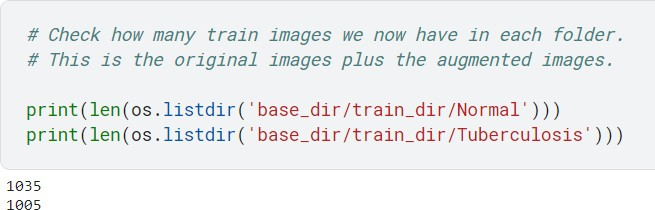 # Check how many train images we now have in each folder.
# This is the original images plus the augmented images.
print(len(os.listdir('base_dir/train_dir/Normal')))
print(len(os.listdir('base_dir/train_dir/Tuberculosis')))
1035
1005